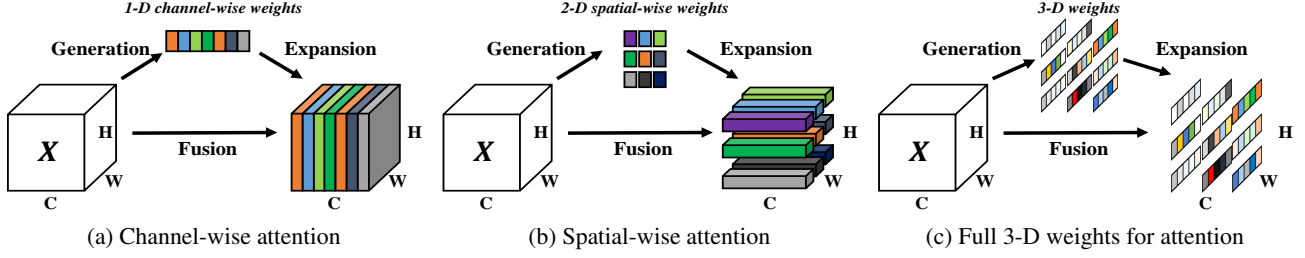 1-D channel-wise weights
Generation
Expansion
X
H
W
C
Fusion
H
W
C
(a) Channel-wise attention
2-D spatial-wise weights
Generation
Expansion
X
H
W
C
Fusion
H
W
C
(b) Spatial-wise attention
3-D weights
Generation
Expansion
X
H
W
C
Fusion
H
W
C
(c) Full 3-D weights for attention